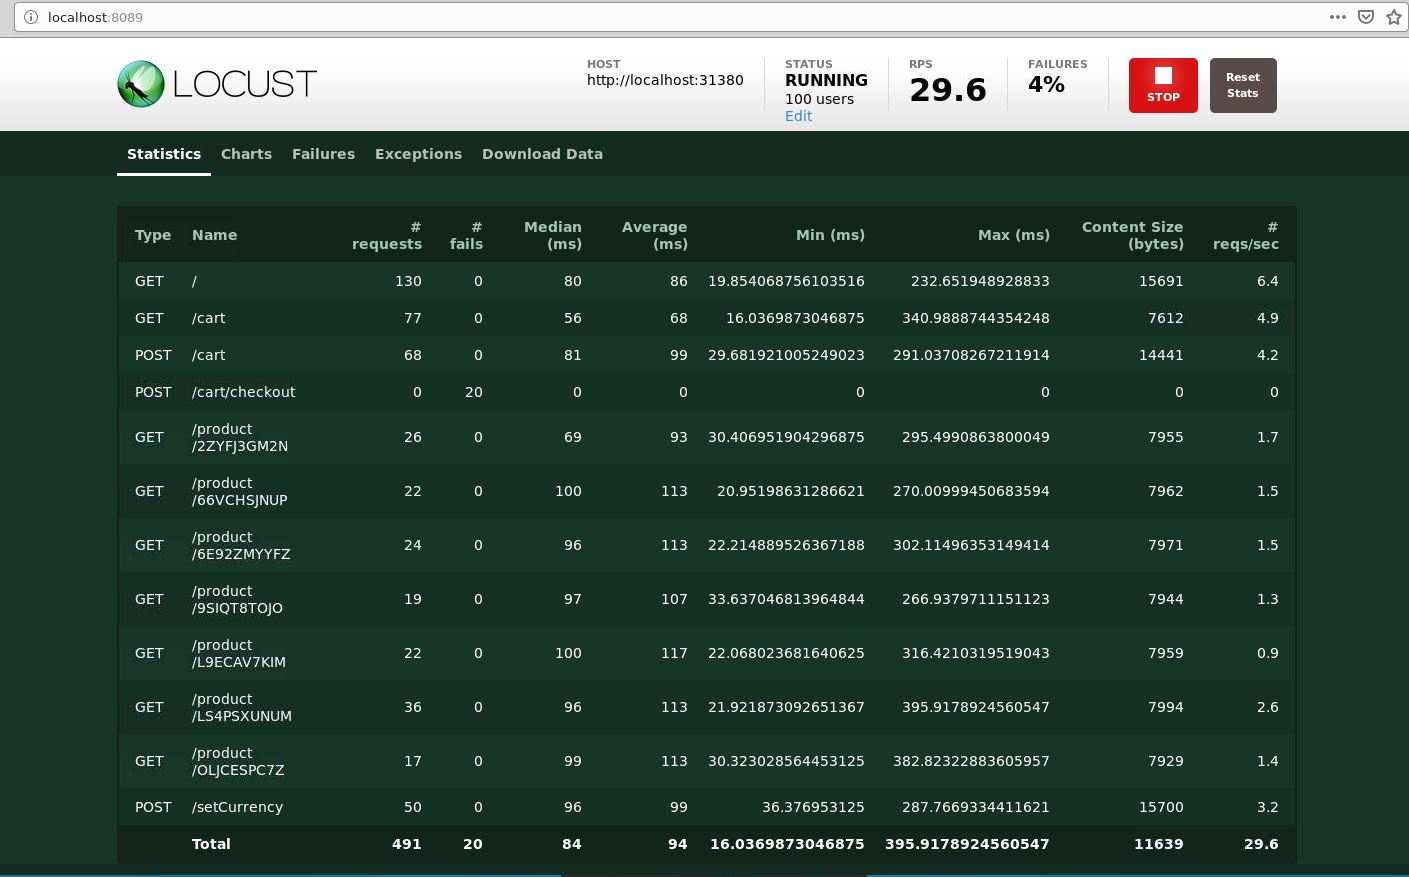 localhost:8089
LOCUST
HOST
http://localhost:31380
STATUS
RUNNING
100 users
Edit
RPS
29.6
FAILURES
4%
STOP
Reset
Stats
Statistics Charts Failures Exceptions Download Data
Type Name # requests # fails Median (ms) Average (ms) Min (ms) Max (ms) Content Size (bytes) # reqs/sec
GET / 130 0 80 86 19.854068756103516 232.651948928833 15691 6.4
GET /cart 77 0 56 68 16.0369873046875 340.9888744354248 7612 4.9
POST /cart 68 0 81 99 29.681921005249023 291.03708267211914 14441 4.2
POST /cart/checkout 0 20 0 0 0 0 0 0
GET /product /2ZYFJ3GM2N 26 0 69 93 30.406951904296875 295.4990863800049 7955 1.7
GET /product /66VCHSJNUP 22 0 100 113 20.95198631286621 270.00999450683594 7962 1.5
GET /product /6E92ZMYYFZ 24 0 96 113 22.214889526367188 302.11496353149414 7971 1.5
GET /product /9SIQT8TOJO 19 0 97 107 33.637046813964844 266.9379711151123 7944 1.3
GET /product /L9ECAV7KIM 22 0 100 117 22.068023681640625 316.4210319519043 7959 0.9
GET /product /LS4PSXUNUM 36 0 96 113 21.921873092651367 395.9178924560547 7994 2.6
GET /product /OLJCESPC7Z 17 0 99 113 30.323028564453125 382.82322883605957 7929 1.4
POST /setCurrency 50 0 96 99 36.376953125 287.7669334411621 15700 3.2
Total 491 20 84 94 16.0369873046875 395.9178924560547 11639 29.6